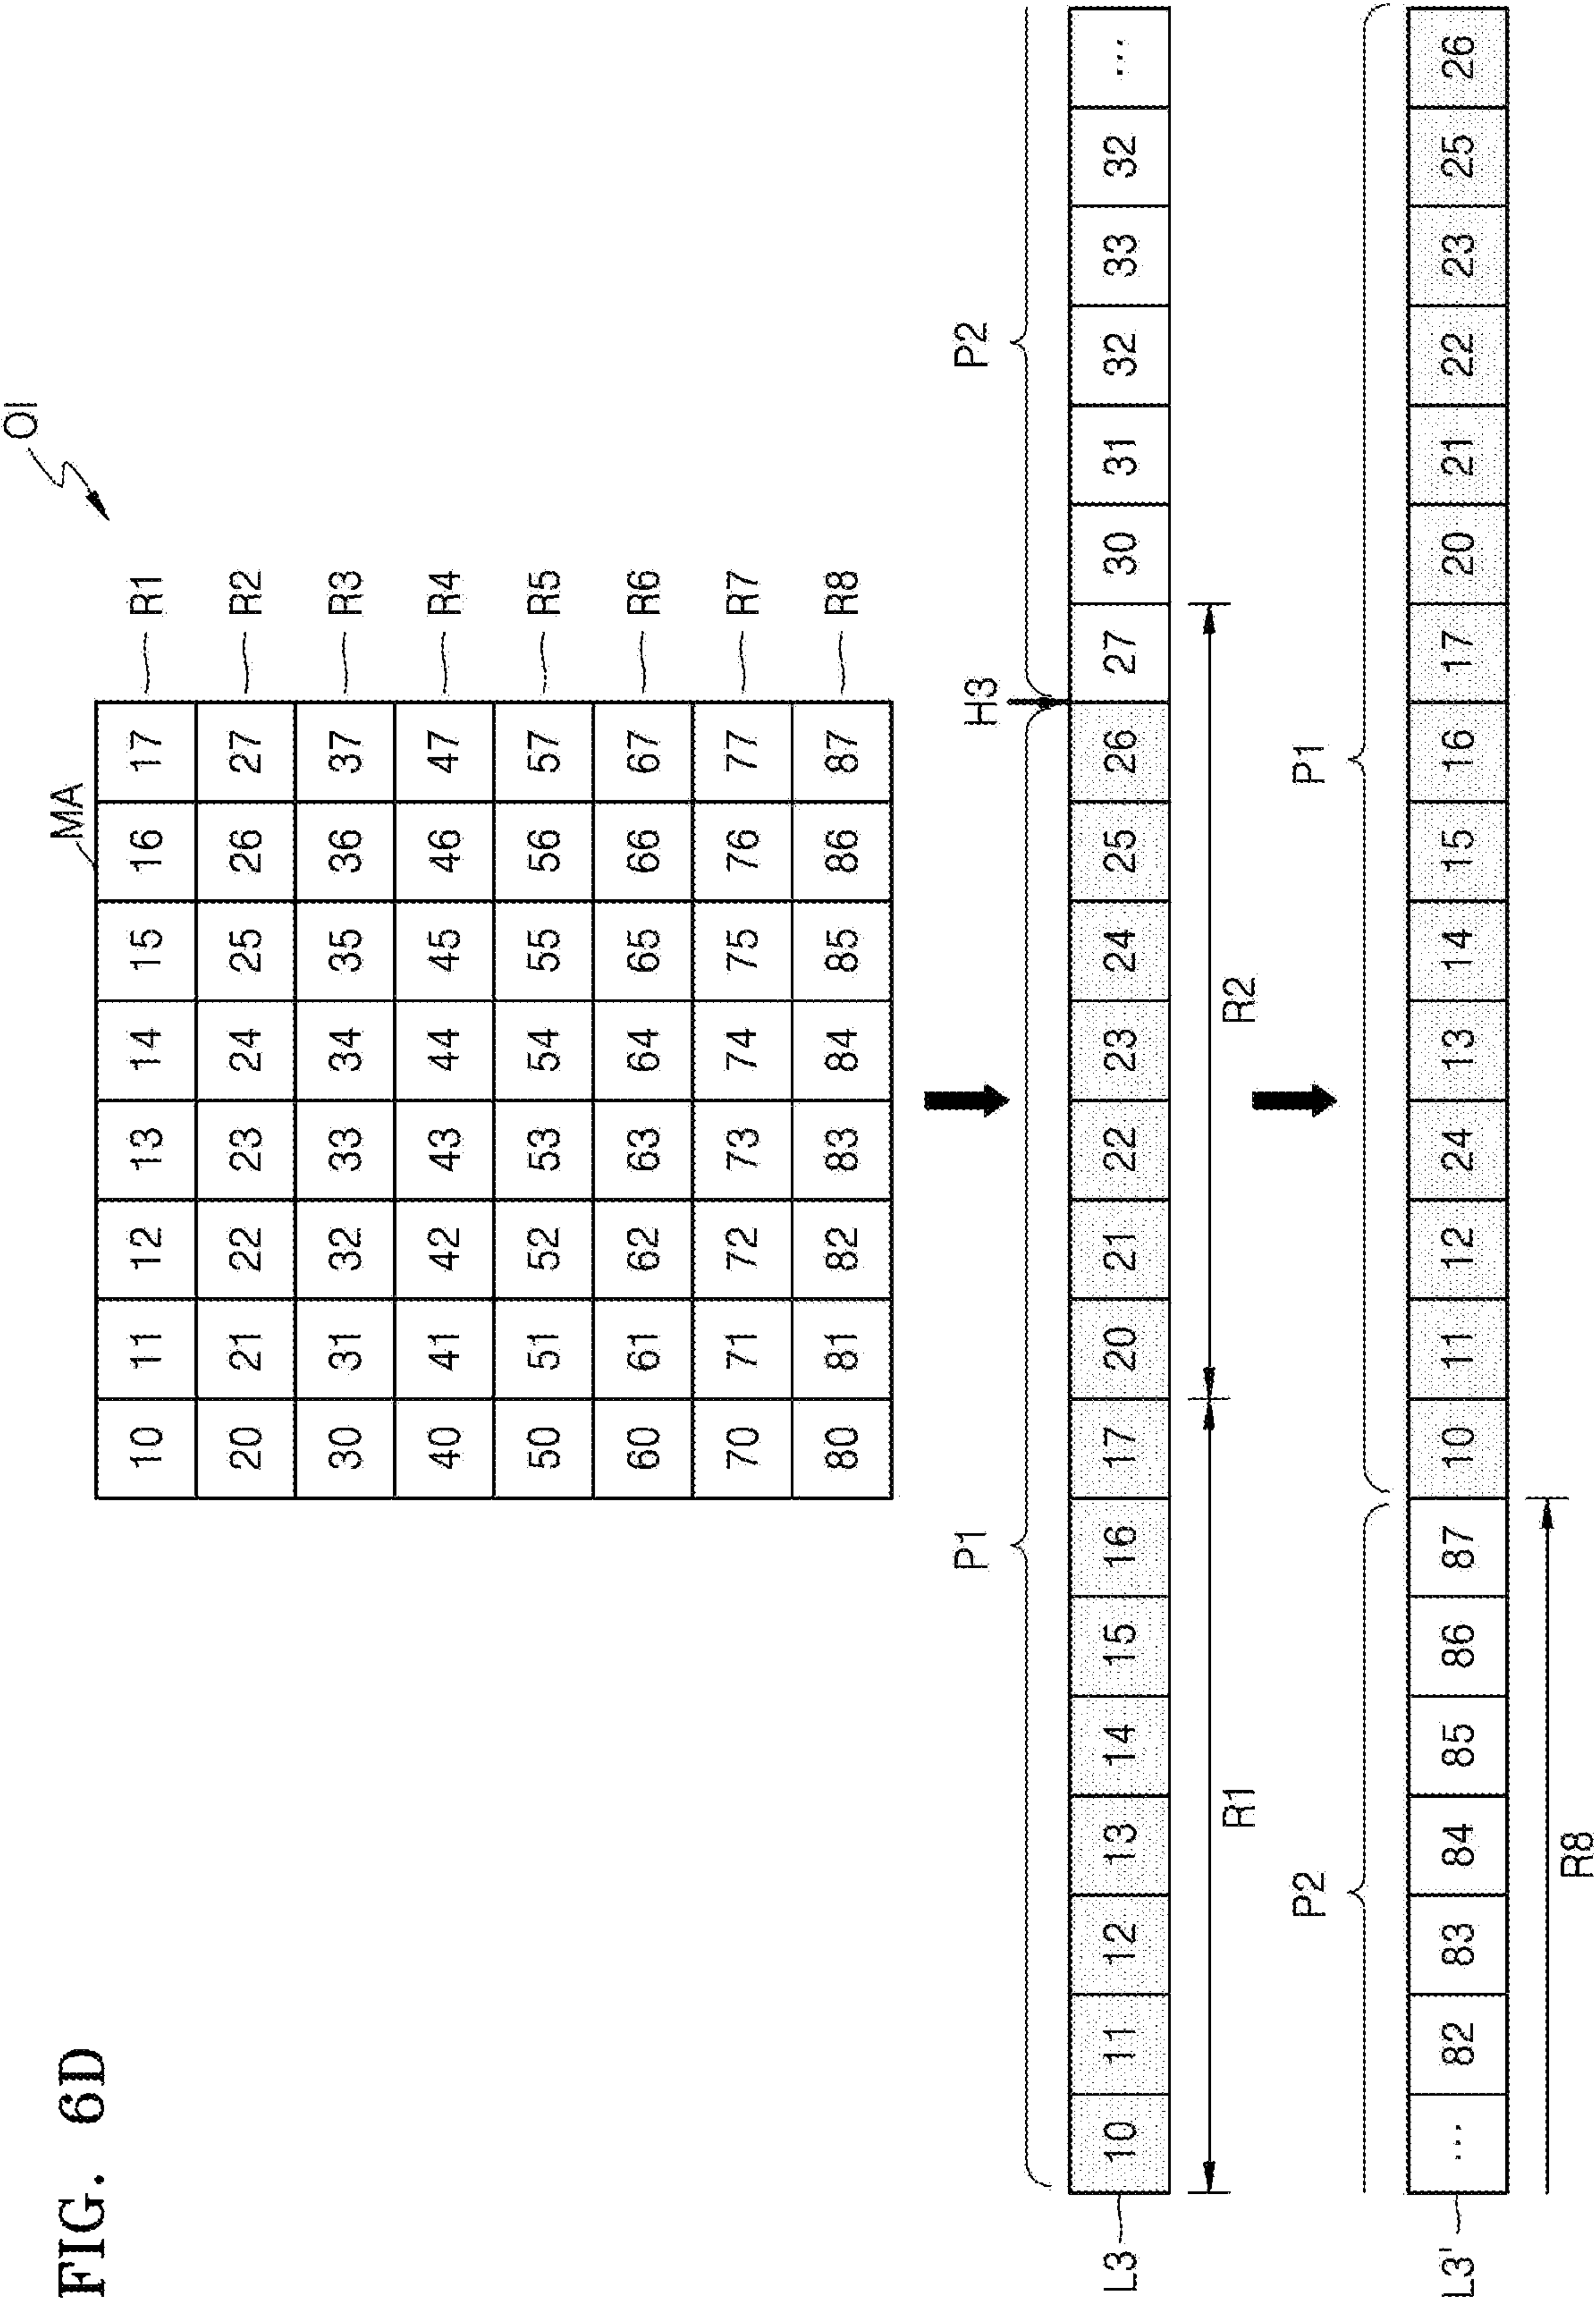 FIG. 6D
OI
MA
10 11 12 13 14 15 16 17 R1
20 21 22 23 24 25 26 27 R2
30 31 32 33 34 35 36 37 R3
40 41 42 43 44 45 46 47 R4
50 51 52 53 54 55 56 57 R5
60 61 62 63 64 65 66 67 R6
70 71 72 73 74 75 76 77 R7
80 81 82 83 84 85 86 87 R8
P1 H3 P2
L3 10 11 12 13 14 15 16 17 20 21 22 23 24 25 26 27 30 31 32 33 32 ...
R1 R2
P2 P1
L3' ... 82 83 84 85 86 87 10 11 12 24 13 14 15 16 17 20 21 22 23 25 26
R8